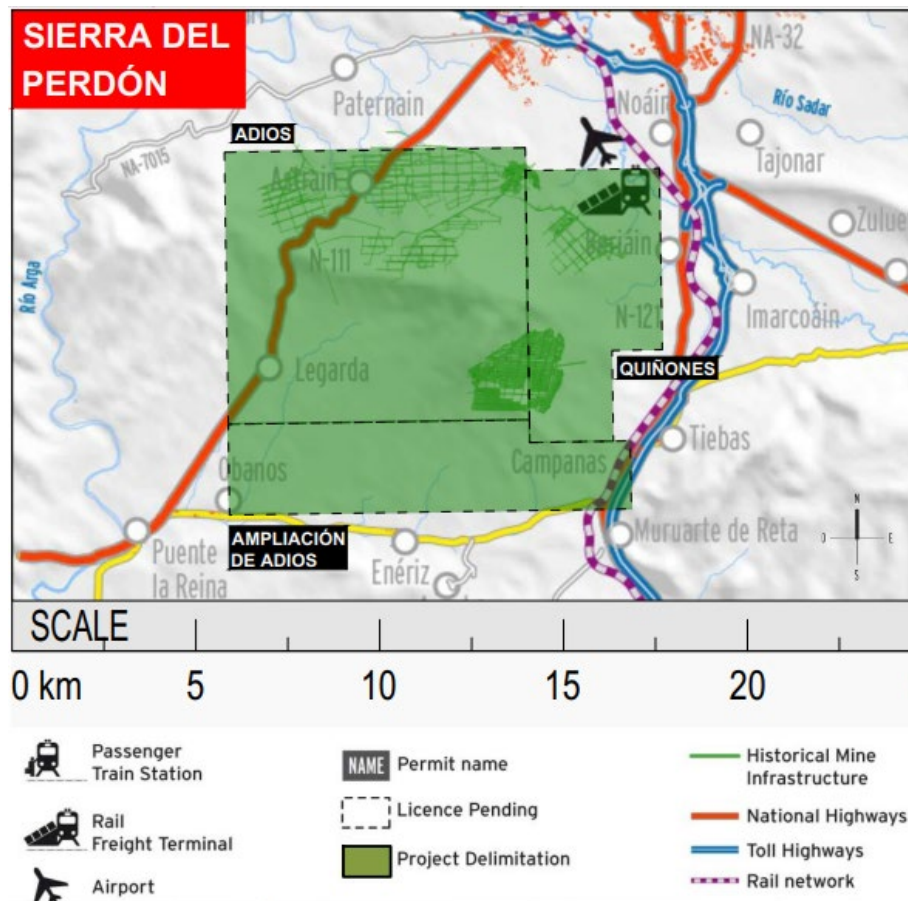 SIERRA DEL
PERDÓN
NA-32
Paternain
Noáin
Río Sadar
Tajonar
ADIOS
NA-7015
Astrain
Zulue
Río Arga
N-111
Beriáin
Imarcoáin
N-121
Legarda
QUIÑONES
Tiebas
Obanos
Campanas
N
O E
S
AMPLIACIÓN
DE ADIOS
Muruarte de Reta
Puente
la Reina
Enériz
SCALE
0 km 5 10 15 20
Passenger
Train Station
Rail
Freight Terminal
Airport
NAME Permit name
Licence Pending
Project Delimitation
Historical Mine
Infrastructure
National Highways
Toll Highways
Rail network